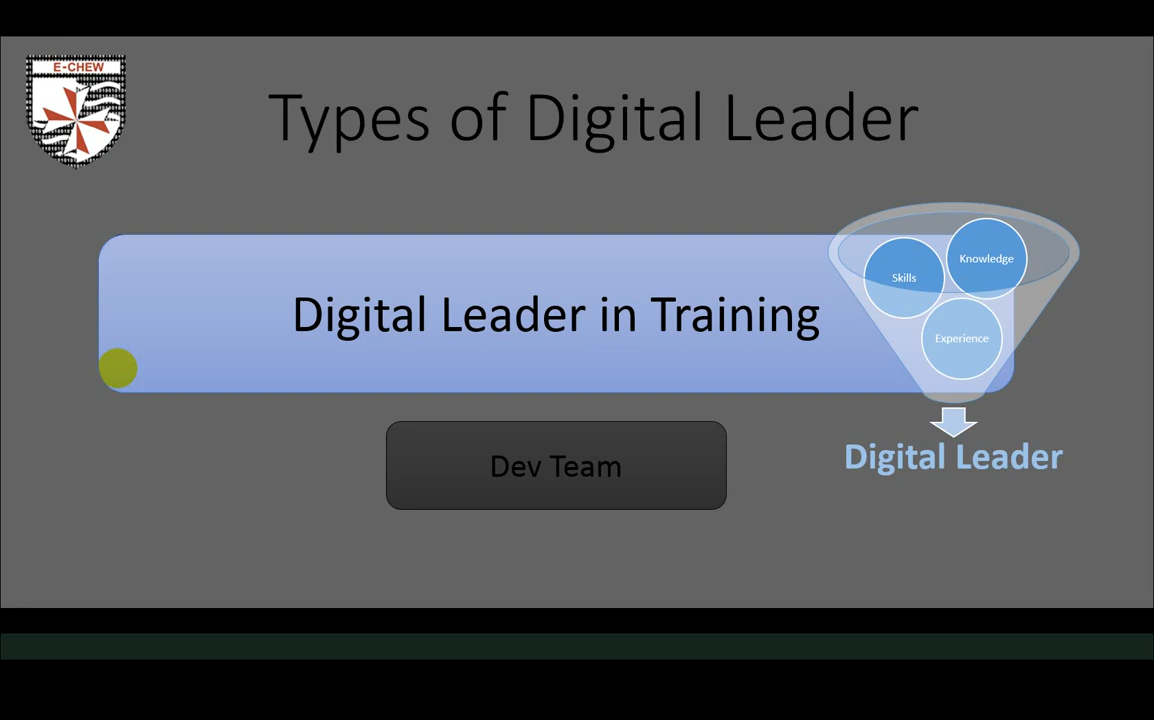 E-CHEW
Types of Digital Leader
Knowledge
Skills
Digital Leader in Training
Experience
Digital Leader
Dev Team